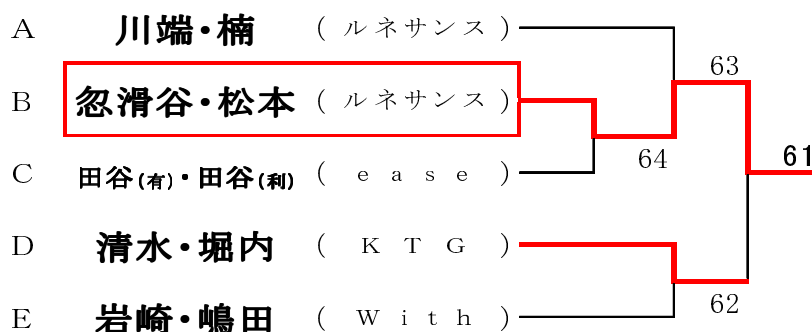 A 川端・楠 (ルネサンス)
63
B 忽滑谷・松本 (ルネサンス)
64
61
C 田谷(有)・田谷(利) (ease)
D 清水・堀内 (KTG)
62
E 岩崎・嶋田 (With)